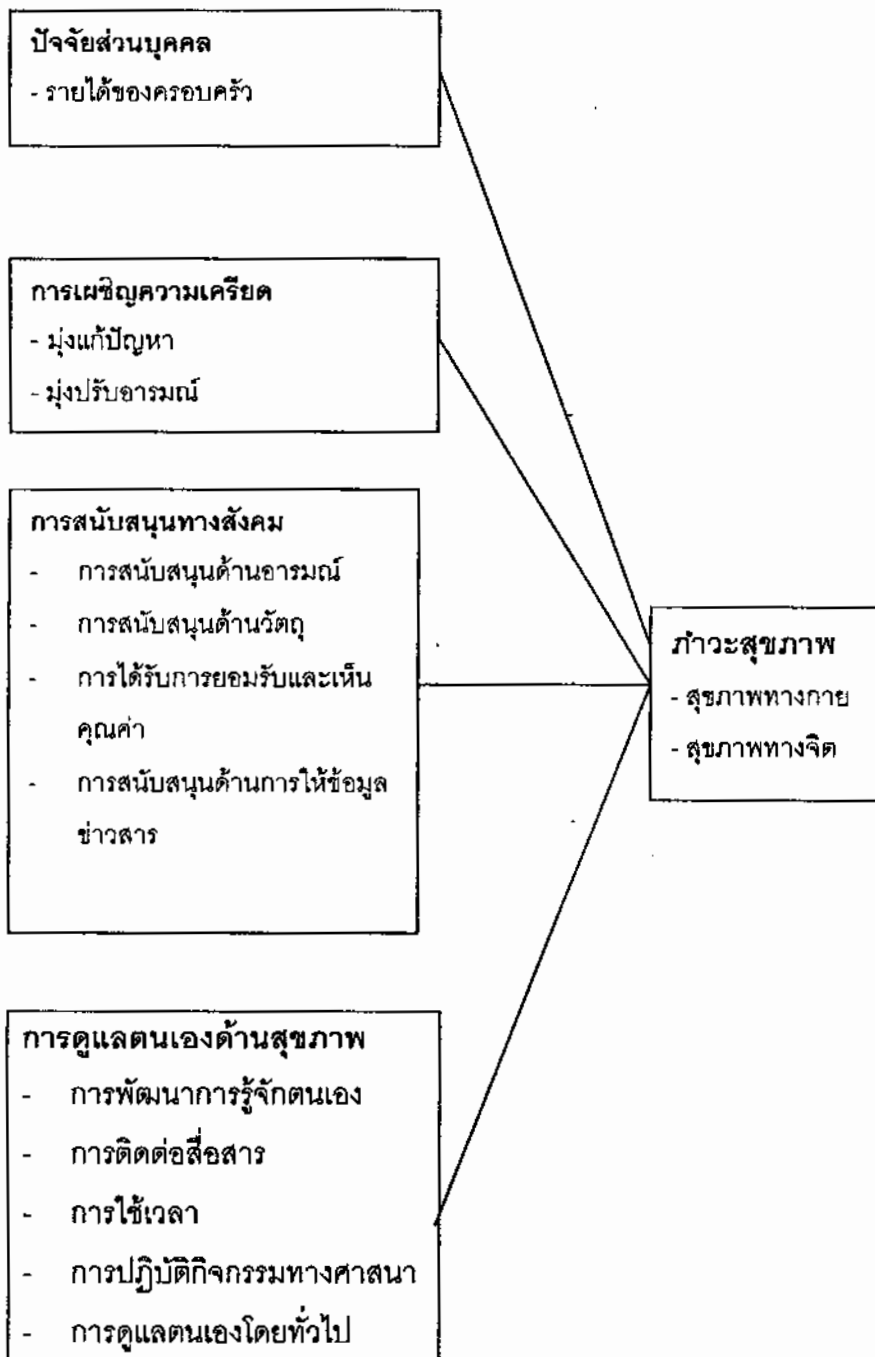 ปัจจัยส่วนบุคคล
- รายได้ของครอบครัว
การเผชิญความเครียด
- มุ่งแก้ปัญหา
- มุ่งปรับอารมณ์
การสนับสนุนทางสังคม
- การสนับสนุนด้านอารมณ์
- การสนับสนุนด้านวัตถุ
- การได้รับการยอมรับและเห็น
คุณค่า
- การสนับสนุนด้านการให้ข้อมูล
ข่าวสาร
ภาวะสุขภาพ
- สุขภาพทางกาย
- สุขภาพทางจิต
การดูแลตนเองด้านสุขภาพ
- การพัฒนาการรู้จักตนเอง
- การติดต่อสื่อสาร
- การใช้เวลา
- การปฏิบัติกิจกรรมทางศาสนา
- การดูแลตนเองโดยทั่วไป